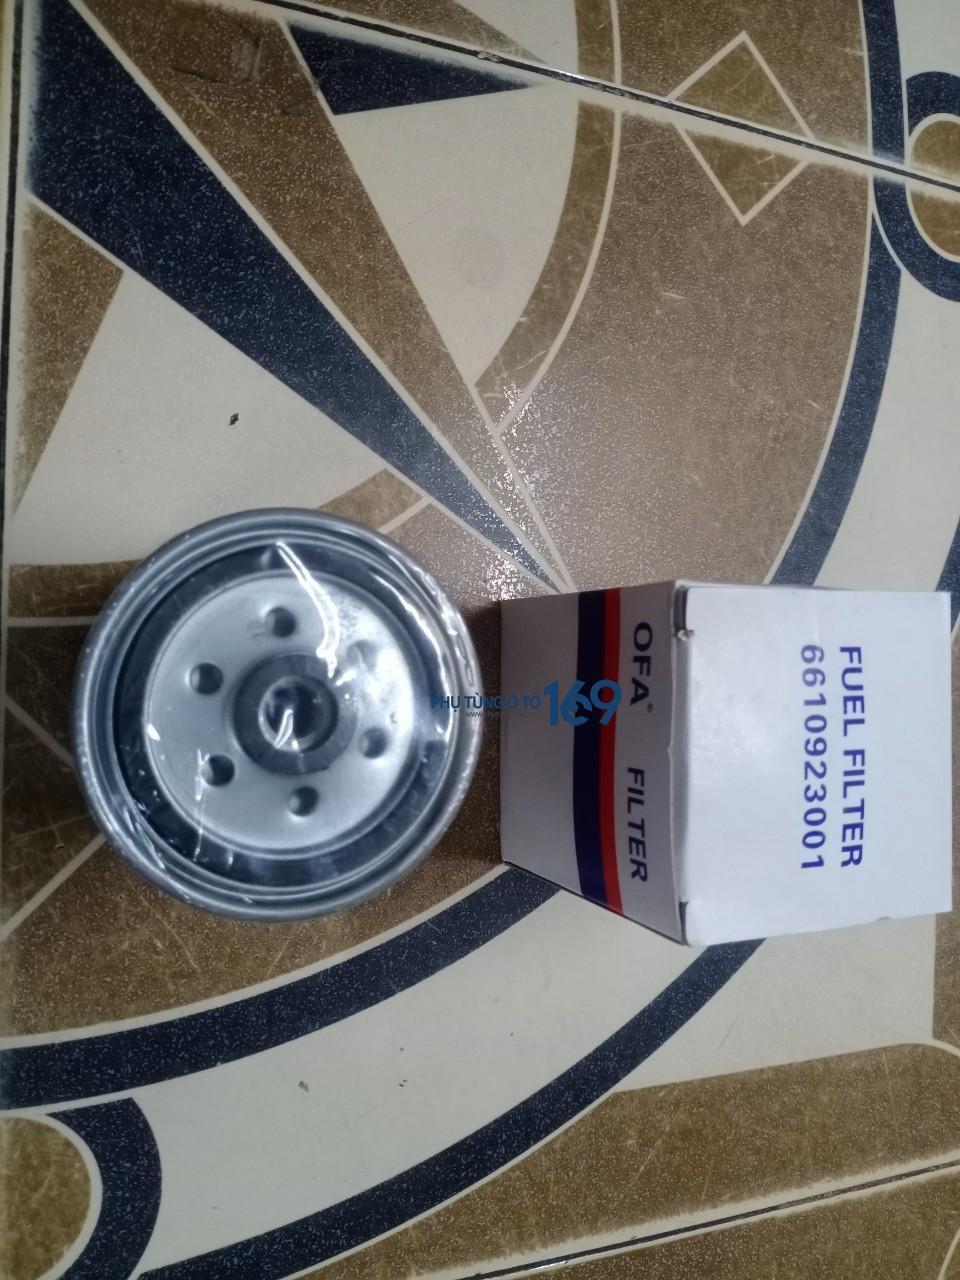 OFA® FILTER
FUEL FILTER
6610923001
PHỤ TÙNG Ô TÔ 169